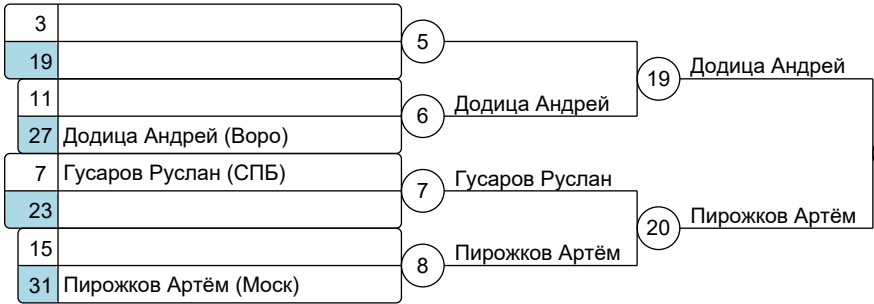 3
5
19
19
Додица Андрей
11
6
Додица Андрей
27 Додица Андрей (Воро)
7 Гусаров Руслан (СПБ)
7
Гусаров Руслан
23
20
Пирожков Артём
15
8
Пирожков Артём
31 Пирожков Артём (Моск)